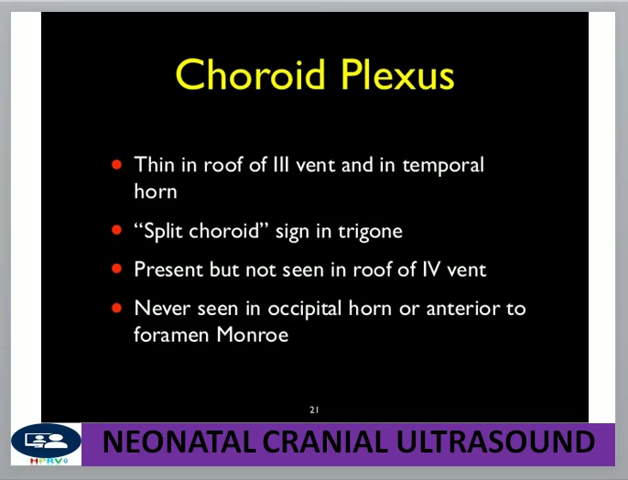 Choroid Plexus
Thin in roof of III vent and in temporal
horn
“Split choroid” sign in trigone
Present but not seen in roof of IV vent
Never seen in occipital horn or anterior to
foramen Monroe
21
HPRV
NEONATAL CRANIAL ULTRASOUND